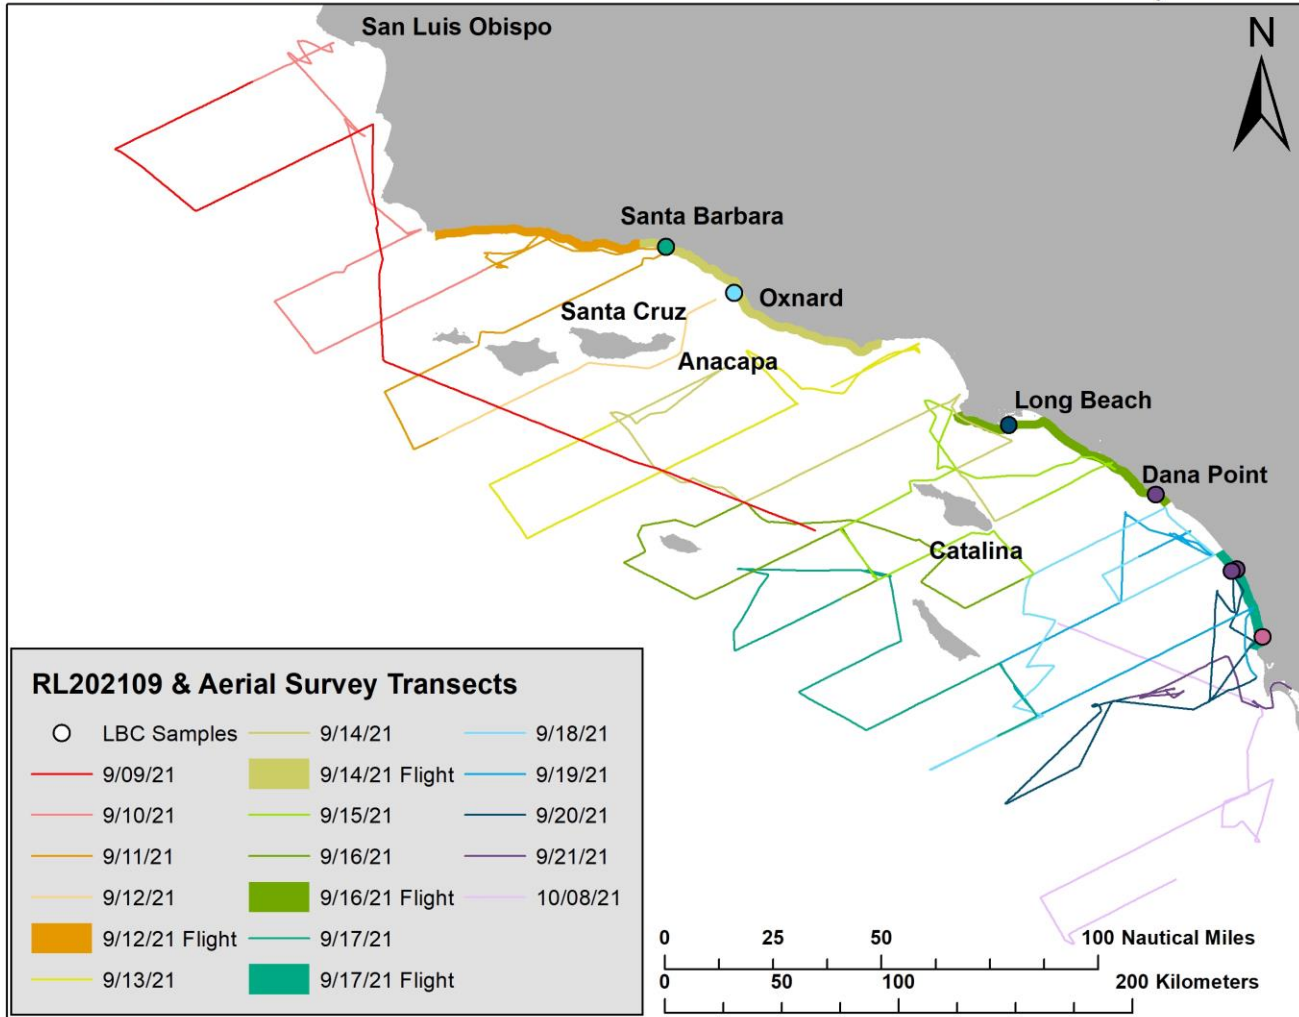 San Luis Obispo
N
Santa Barbara
Oxnard
Santa Cruz
Anacapa
Long Beach
Dana Point
Catalina
RL202109 & Aerial Survey Transects
LBC Samples
9/09/21
9/10/21
9/11/21
9/12/21
9/12/21 Flight
9/13/21
9/14/21
9/14/21 Flight
9/15/21
9/16/21
9/16/21 Flight
9/17/21
9/17/21 Flight
9/18/21
9/19/21
9/20/21
9/21/21
10/08/21
0 25 50 100 Nautical Miles
0 50 100 200 Kilometers